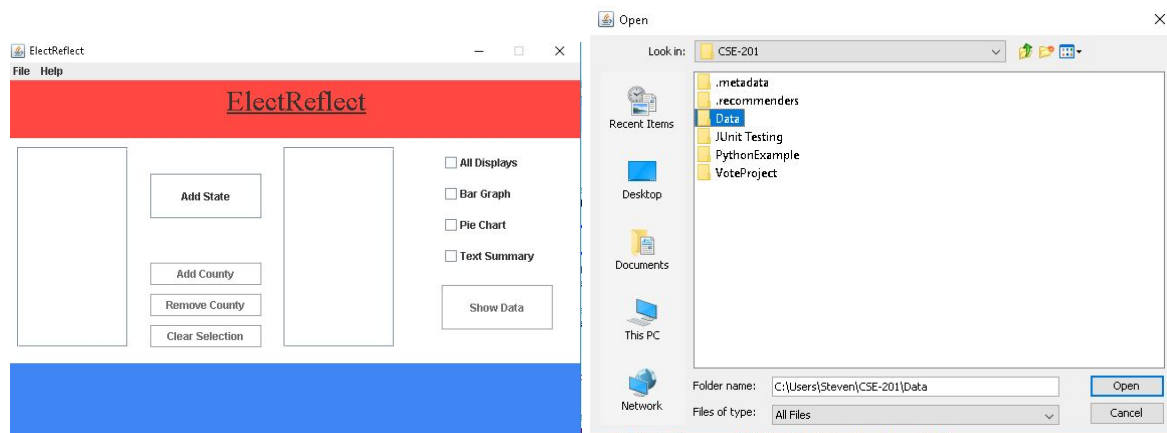 ElectReflect
File Help
ElectReflect
Add State
Add County
Remove County
Clear Selection
All Displays
Bar Graph
Pie Chart
Text Summary
Show Data
Open
Look in: CSE-201
Recent Items
Desktop
Documents
This PC
Network
.metadata
.recommenders
Data
JUnit Testing
PythonExample
VoteProject
Folder name: C:\Users\Steven\CSE-201\Data
Open
Files of type: All Files
Cancel